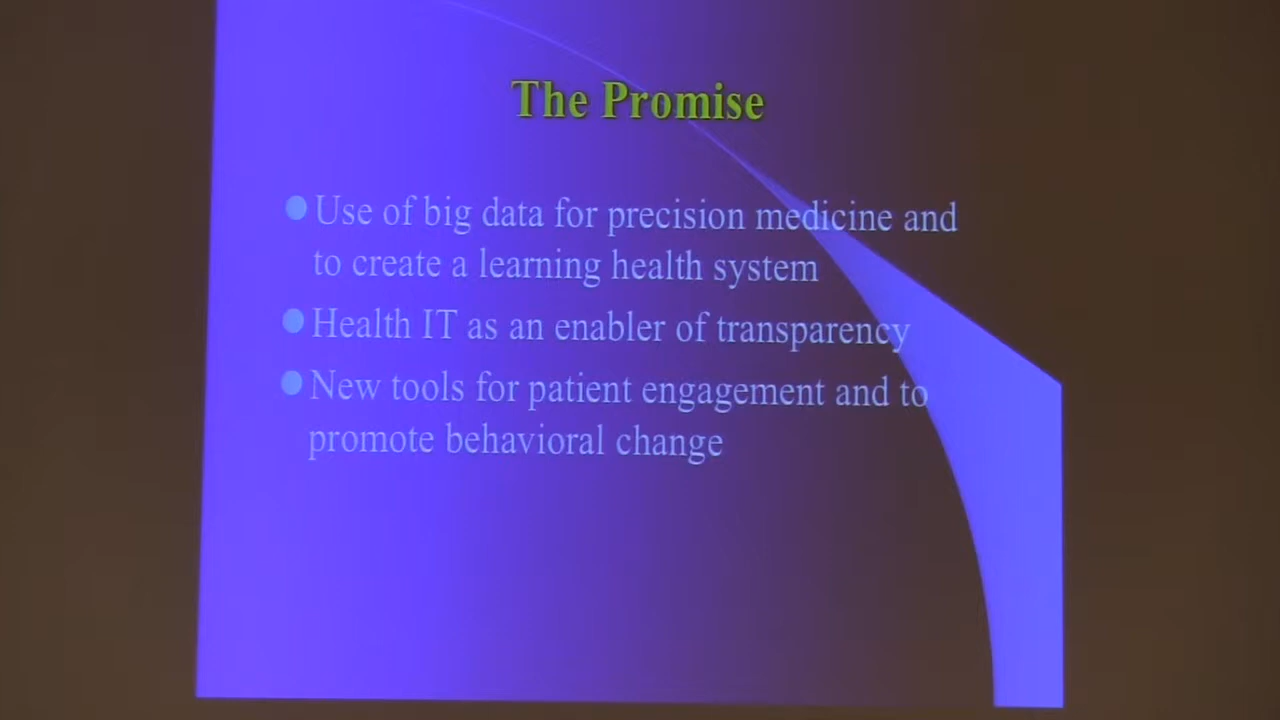 The Promise
Use of big data for precision medicine and
to create a learning health system
Health IT as an enabler of transparency
New tools for patient engagement and to
promote behavioral change